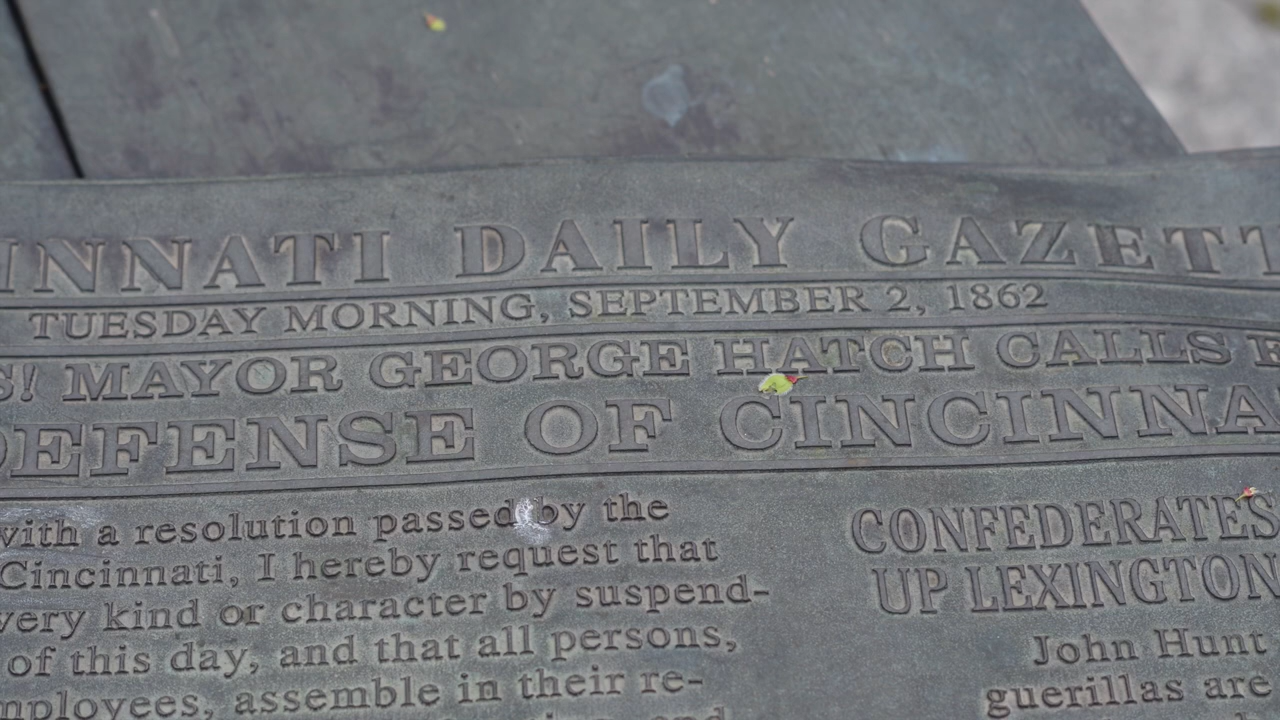 INNATI DAILY GAZETT
TUESDAY MORNING, SEPTEMBER 2, 1862
S! MAYOR GEORGE HATCH CALLS
DEFENSE OF CINCINNA
with a resolution passed by the
Cincinnati, I hereby request that
very kind or character by suspend-
of this day, and that all persons,
mployees, assemble in their re-
CONFEDERATES
UP LEXINGTON
John Hunt
guerillas are